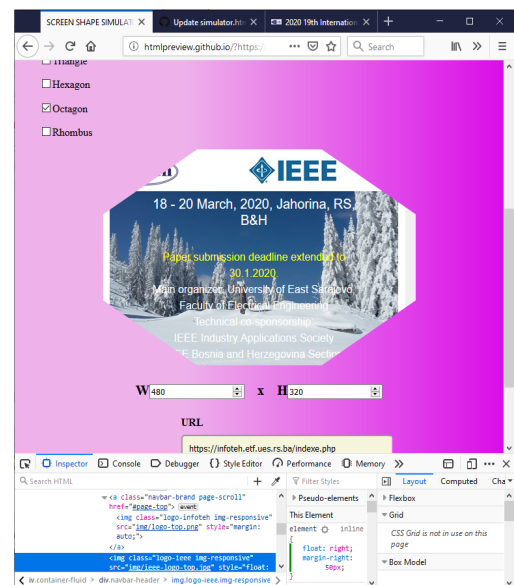 SCREEN SHAPE SIMULATI
Update simulator.htm
2020 19th Internation
htmlpreview.github.io/?https:/
Search
Triangle
Hexagon
Octagon
Rhombus
IEEE
18 - 20 March, 2020, Jahorina, RS,
B&H
Paper submission deadline extended to
30.1.2020.
Main organizer: University of East Sarajevo
Faculty of Electrical Engineering
Technical co-sponsorship
IEEE Industry Applications Society
EE Bosnia and Herzegovina Section
W 480 x H 320
URL
https://infoteh.etf.ues.rs.ba/indexe.php
Inspector Console Debugger {} Style Editor Performance Memory
Search HTML
<a class="navbar-brand page-scroll"
href="#page-top"> event
<img class="logo-infoteh img-responsive"
src="img/logo-top.png" style="margin:
auto;">
</a>
<img class="logo-ieee img-responsive"
src="img/ieee-logo-top.jpg" style="float:
iv.container-fluid > div.navbar-header > img.logo-ieee.img-responsive
Filter Styles
Pseudo-elements
This Element
element inline
{
float: right;
margin-right:
50px;
}
Layout Computed Cha
Flexbox
Grid
CSS Grid is not in use on this
page
Box Model